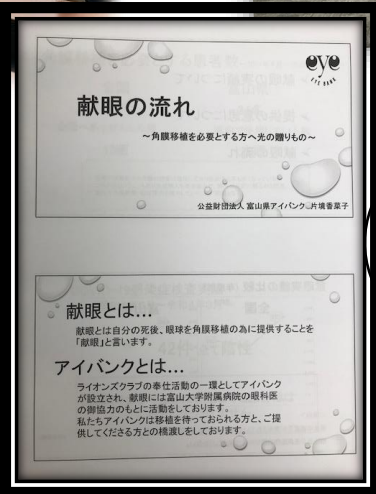 eye
EYE BANK
献眼の流れ
～角膜移植を必要とする方へ光の贈りもの～
公益財団法人 富山県アイバンク 片境香菜子
献眼とは…
献眼とは自分の死後、眼球を角膜移植の為に提供することを
「献眼」と言います。
アイバンクとは…
ライオンズクラブの奉仕活動の一環としてアイバンク
が設立され、献眼には富山大学附属病院の眼科医
の御協力のもとに活動をしております。
私たちアイバンクは移植を待っておられる方と、ご提
供してくださる方との橋渡しをしております。